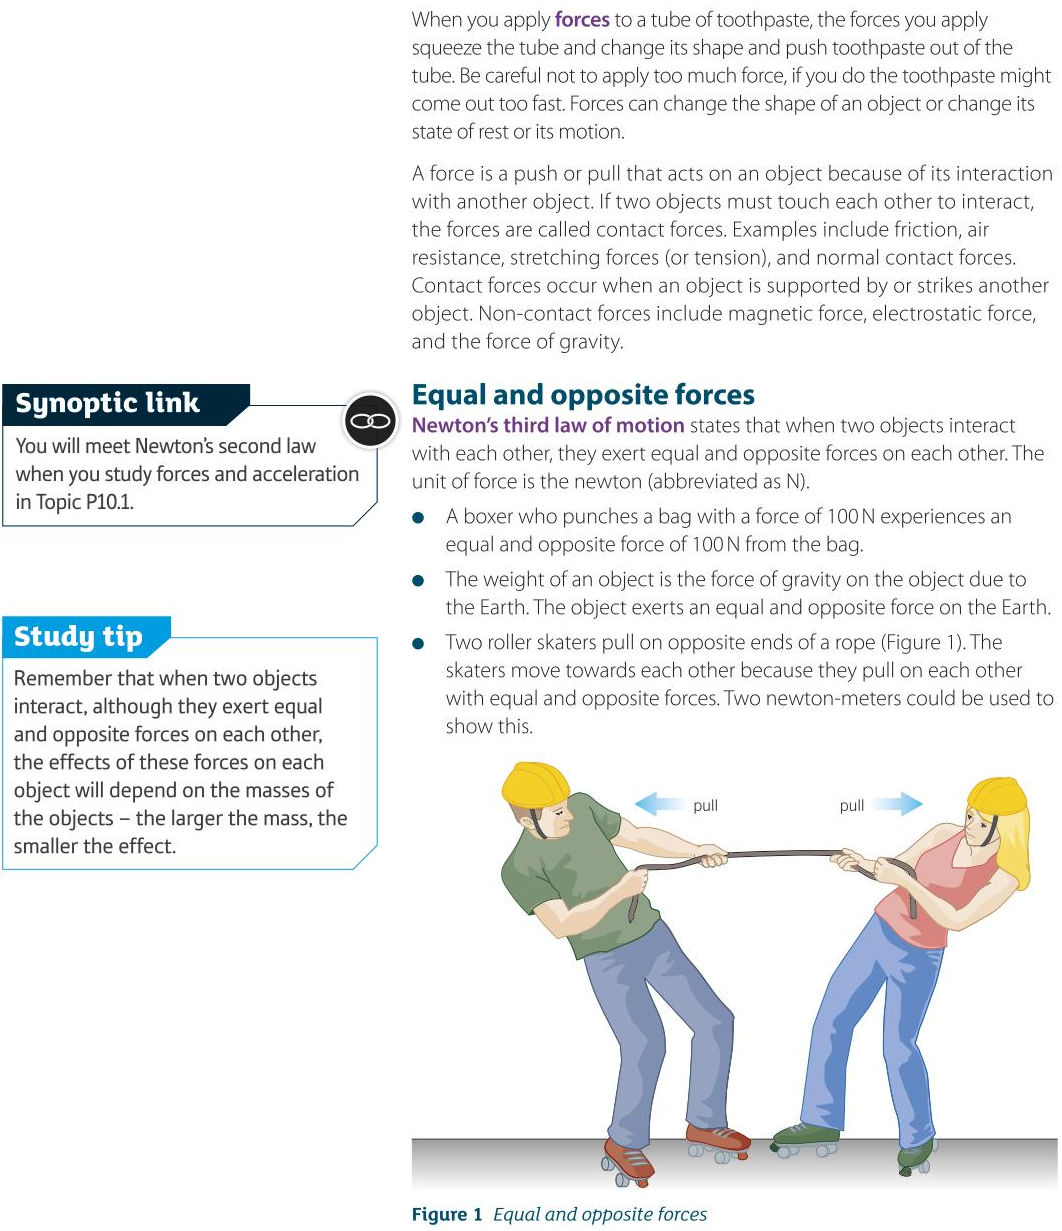 When you apply forces to a tube of toothpaste, the forces you apply
squeeze the tube and change its shape and push toothpaste out of the
tube. Be careful not to apply too much force, if you do the toothpaste might
come out too fast. Forces can change the shape of an object or change its
state of rest or its motion.
A force is a push or pull that acts on an object because of its interaction
with another object. If two objects must touch each other to interact,
the forces are called contact forces. Examples include friction, air
resistance, stretching forces (or tension), and normal contact forces.
Contact forces occur when an object is supported by or strikes another
object. Non-contact forces include magnetic force, electrostatic force,
and the force of gravity.
Synoptic link
You will meet Newton's second law
when you study forces and acceleration
in Topic P10.1.
Study tip
Remember that when two objects
interact, although they exert equal
and opposite forces on each other,
the effects of these forces on each
object will depend on the masses of
the objects – the larger the mass, the
smaller the effect.
Equal and opposite forces
Newton's third law of motion states that when two objects interact
with each other, they exert equal and opposite forces on each other. The
unit of force is the newton (abbreviated as N).
● A boxer who punches a bag with a force of 100 N experiences an
equal and opposite force of 100 N from the bag.
● The weight of an object is the force of gravity on the object due to
the Earth. The object exerts an equal and opposite force on the Earth.
● Two roller skaters pull on opposite ends of a rope (Figure 1). The
skaters move towards each other because they pull on each other
with equal and opposite forces. Two newton-meters could be used to
show this.
pull pull
Figure 1 Equal and opposite forces